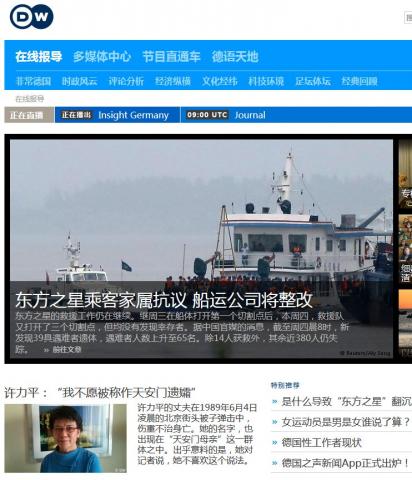 DW
在线报导 多媒体中心 节目直通车 德语天地
非常德国 时政风云 评论分析 经济纵横 文化经纬 科技环境 足坛体坛 经典回顾
在线报导
正在直播 正在播出 Insight Germany 09:00 UTC Journal
东方之星乘客家属抗议 船运公司将整改
东方之星的救援工作仍在继续。继周三在船体打开第一个切割点后，本周四，救援队
又打开了三个切割点，但均没有发现幸存者。据中国官媒的消息，截至周四晨8时，新
发现39具遇难者遗体，遇难者人数上升至65名。除14人获救外，其余近380人仍失
踪。 » 前往文章
© Reuters/Aly Song
许力平：“我不愿被称作天安门遗孀”
许力平的丈夫在1989年6月4日
凌晨的北京街头被子弹击中，
伤重不治身亡。她的名字，也
出现在“天安门母亲”这一群
体之中。出乎意料的是，她对
记者说，她不喜欢这个说法。
特别推荐
» 是什么导致“东方之星”翻沉
» 女运动员是男是女谁说了算？
» 德国性工作者现状
» 德国之声新闻App正式出炉！